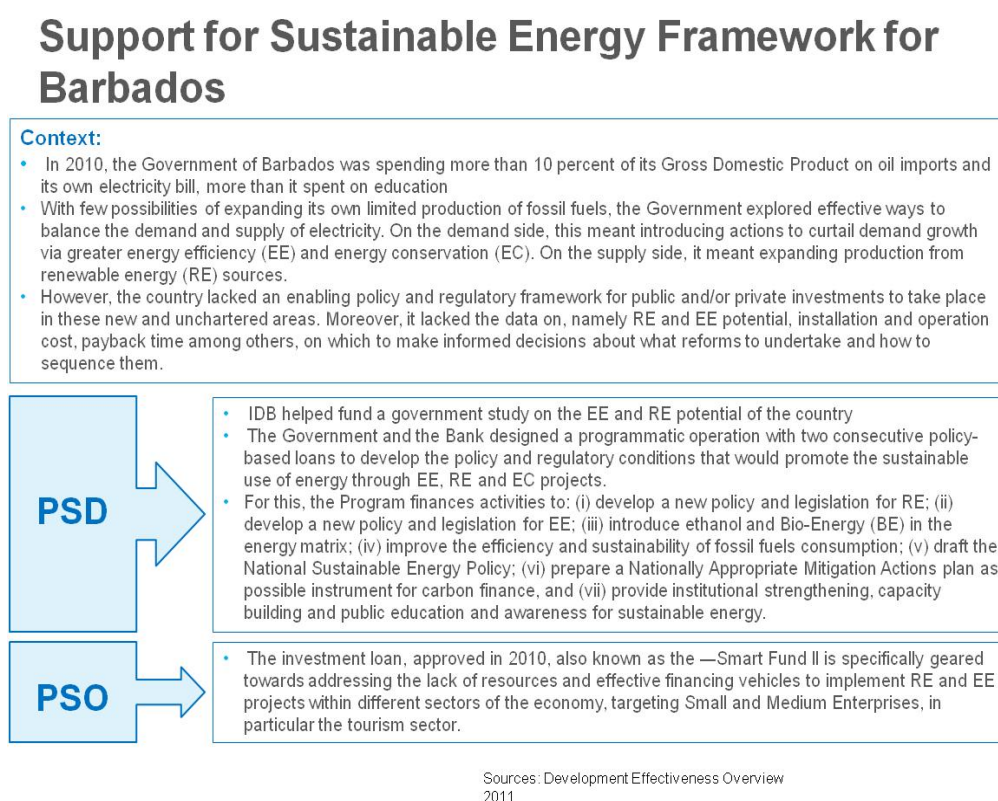 Support for Sustainable Energy Framework for
Barbados
Context:
• In 2010, the Government of Barbados was spending more than 10 percent of its Gross Domestic Product on oil imports and
its own electricity bill, more than it spent on education
• With few possibilities of expanding its own limited production of fossil fuels, the Government explored effective ways to
balance the demand and supply of electricity. On the demand side, this meant introducing actions to curtail demand growth
via greater energy efficiency (EE) and energy conservation (EC). On the supply side, it meant expanding production from
renewable energy (RE) sources.
• However, the country lacked an enabling policy and regulatory framework for public and/or private investments to take place
in these new and unchartered areas. Moreover, it lacked the data on, namely RE and EE potential, installation and operation
cost, payback time among others, on which to make informed decisions about what reforms to undertake and how to
sequence them.
PSD
• IDB helped fund a government study on the EE and RE potential of the country
• The Government and the Bank designed a programmatic operation with two consecutive policy-
based loans to develop the policy and regulatory conditions that would promote the sustainable
use of energy through EE, RE and EC projects.
• For this, the Program finances activities to: (i) develop a new policy and legislation for RE; (ii)
develop a new policy and legislation for EE; (iii) introduce ethanol and Bio-Energy (BE) in the
energy matrix; (iv) improve the efficiency and sustainability of fossil fuels consumption; (v) draft the
National Sustainable Energy Policy; (vi) prepare a Nationally Appropriate Mitigation Actions plan as
possible instrument for carbon finance, and (vii) provide institutional strengthening, capacity
building and public education and awareness for sustainable energy.
PSO
• The investment loan, approved in 2010, also known as the —Smart Fund II is specifically geared
towards addressing the lack of resources and effective financing vehicles to implement RE and EE
projects within different sectors of the economy, targeting Small and Medium Enterprises, in
particular the tourism sector.
Sources: Development Effectiveness Overview
2011